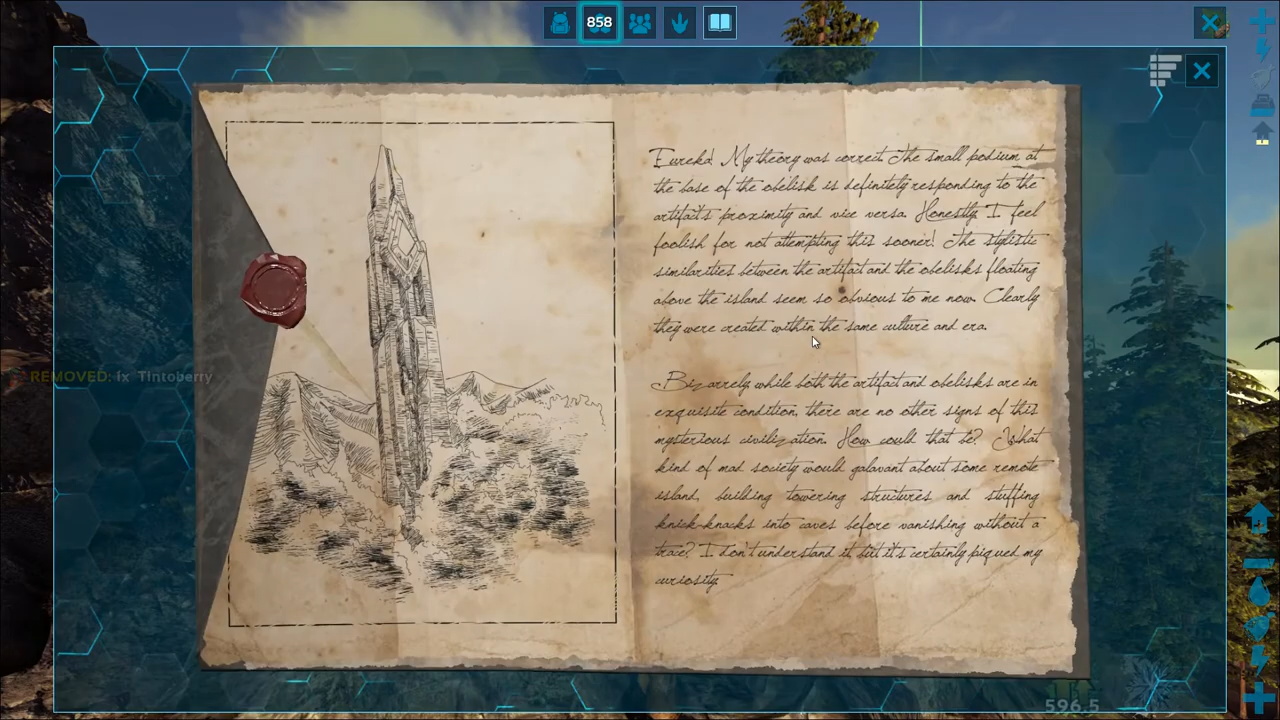 858
Eureka! My theory was correct. The small podium at
the base of the obelisk is definitely responding to the
artifact's proximity and vice versa. Honestly, I feel
foolish for not attempting this sooner! The stylistic
similarities between the artifact and the obelisks floating
above the island seem so obvious to me now. Clearly
they were created within the same culture and era.
REMOVED: 1x Tintoberry
Bizarrely, while both the artifact and obelisks are in
exquisite condition, there are no other signs of this
mysterious civilization. How could that be? What
kind of mad society would galavant about some remote
island, building towering structures and stuffing
knick-knacks into caves before vanishing without a
trace? I don't understand it, but it's certainly piqued my
curiosity.
596.5